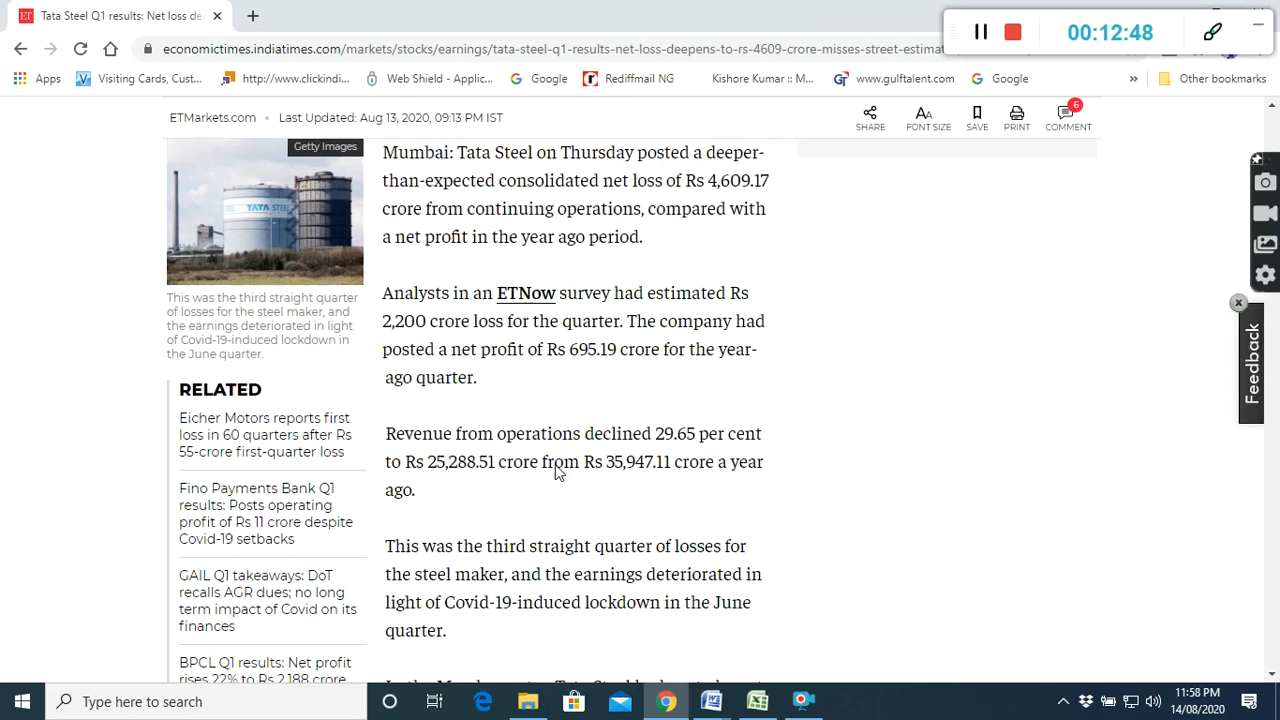 Tata Steel Q1 results: Net loss de
00:12:48
economictimes.indiatimes.com/markets/stocks/earnings/tata-steel-q1-results-net-loss-deepens-to-rs-4609-crore-misses-street-estimat
Apps
Visiting Cards, Cust...
http://www.clickindi...
Web Shield - Applic...
Google
Rediffmail NG
Kishore Kumar :: M...
www.gulftalent.com
Google
»
Other bookmarks
ETMarkets.com • Last Updated: Aug 13, 2020, 09:13 PM IST
SHARE
FONT SIZE
SAVE
PRINT
6
COMMENT
Getty Images
TATA STEEL
This was the third straight quarter
of losses for the steel maker, and
the earnings deteriorated in light
of Covid-19-induced lockdown in
the June quarter.
RELATED
Eicher Motors reports first
loss in 60 quarters after Rs
55-crore first-quarter loss
Fino Payments Bank Q1
results: Posts operating
profit of Rs 11 crore despite
Covid-19 setbacks
GAIL Q1 takeaways: DoT
recalls AGR dues; no long
term impact of Covid on its
finances
BPCL Q1 results: Net profit
rises 22% to Rs 2,188 crore
Mumbai: Tata Steel on Thursday posted a deeper-
than-expected consolidated net loss of Rs 4,609.17
crore from continuing operations, compared with
a net profit in the year ago period.
Analysts in an ETNow survey had estimated Rs
2,200 crore loss for the quarter. The company had
posted a net profit of Rs 695.19 crore for the year-
ago quarter.
Revenue from operations declined 29.65 per cent
to Rs 25,288.51 crore from Rs 35,947.11 crore a year
ago.
This was the third straight quarter of losses for
the steel maker, and the earnings deteriorated in
light of Covid-19-induced lockdown in the June
quarter.
Feedback
Type here to search
11:58 PM
14/08/2020